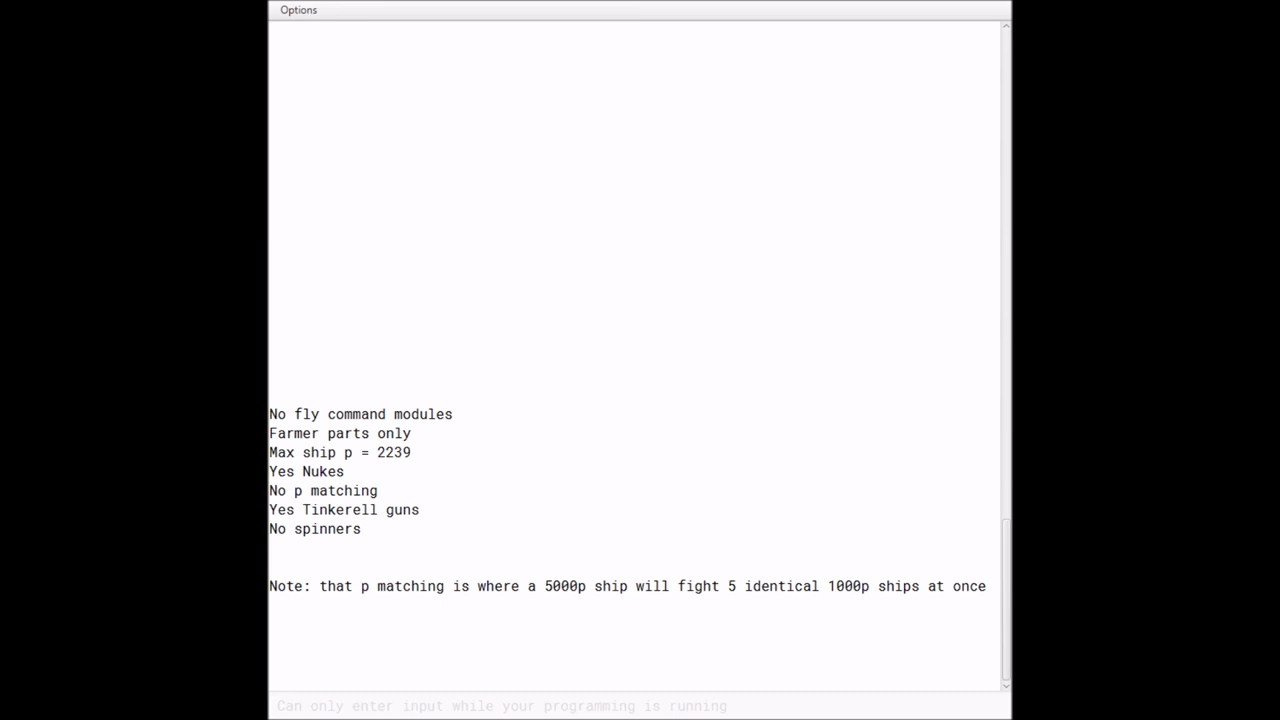 Options
No fly command modules
Farmer parts only
Max ship p = 2239
Yes Nukes
No p matching
Yes Tinkerell guns
No spinners
Note: that p matching is where a 5000p ship will fight 5 identical 1000p ships at once
Can only enter input while your programming is running